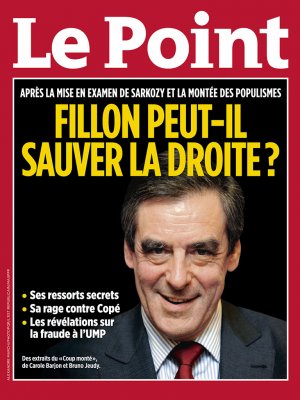 Le Point
APRÈS LA MISE EN EXAMEN DE SARKOZY ET LA MONTÉE DES POPULISMES
FILLON PEUT-IL
SAUVER LA DROITE ?
• Ses ressorts secrets
• Sa rage contre Copé
• Les révélations sur
la fraude à l’UMP
Des extraits du « Coup monté »,
de Carole Barjon et Bruno Jeudy.